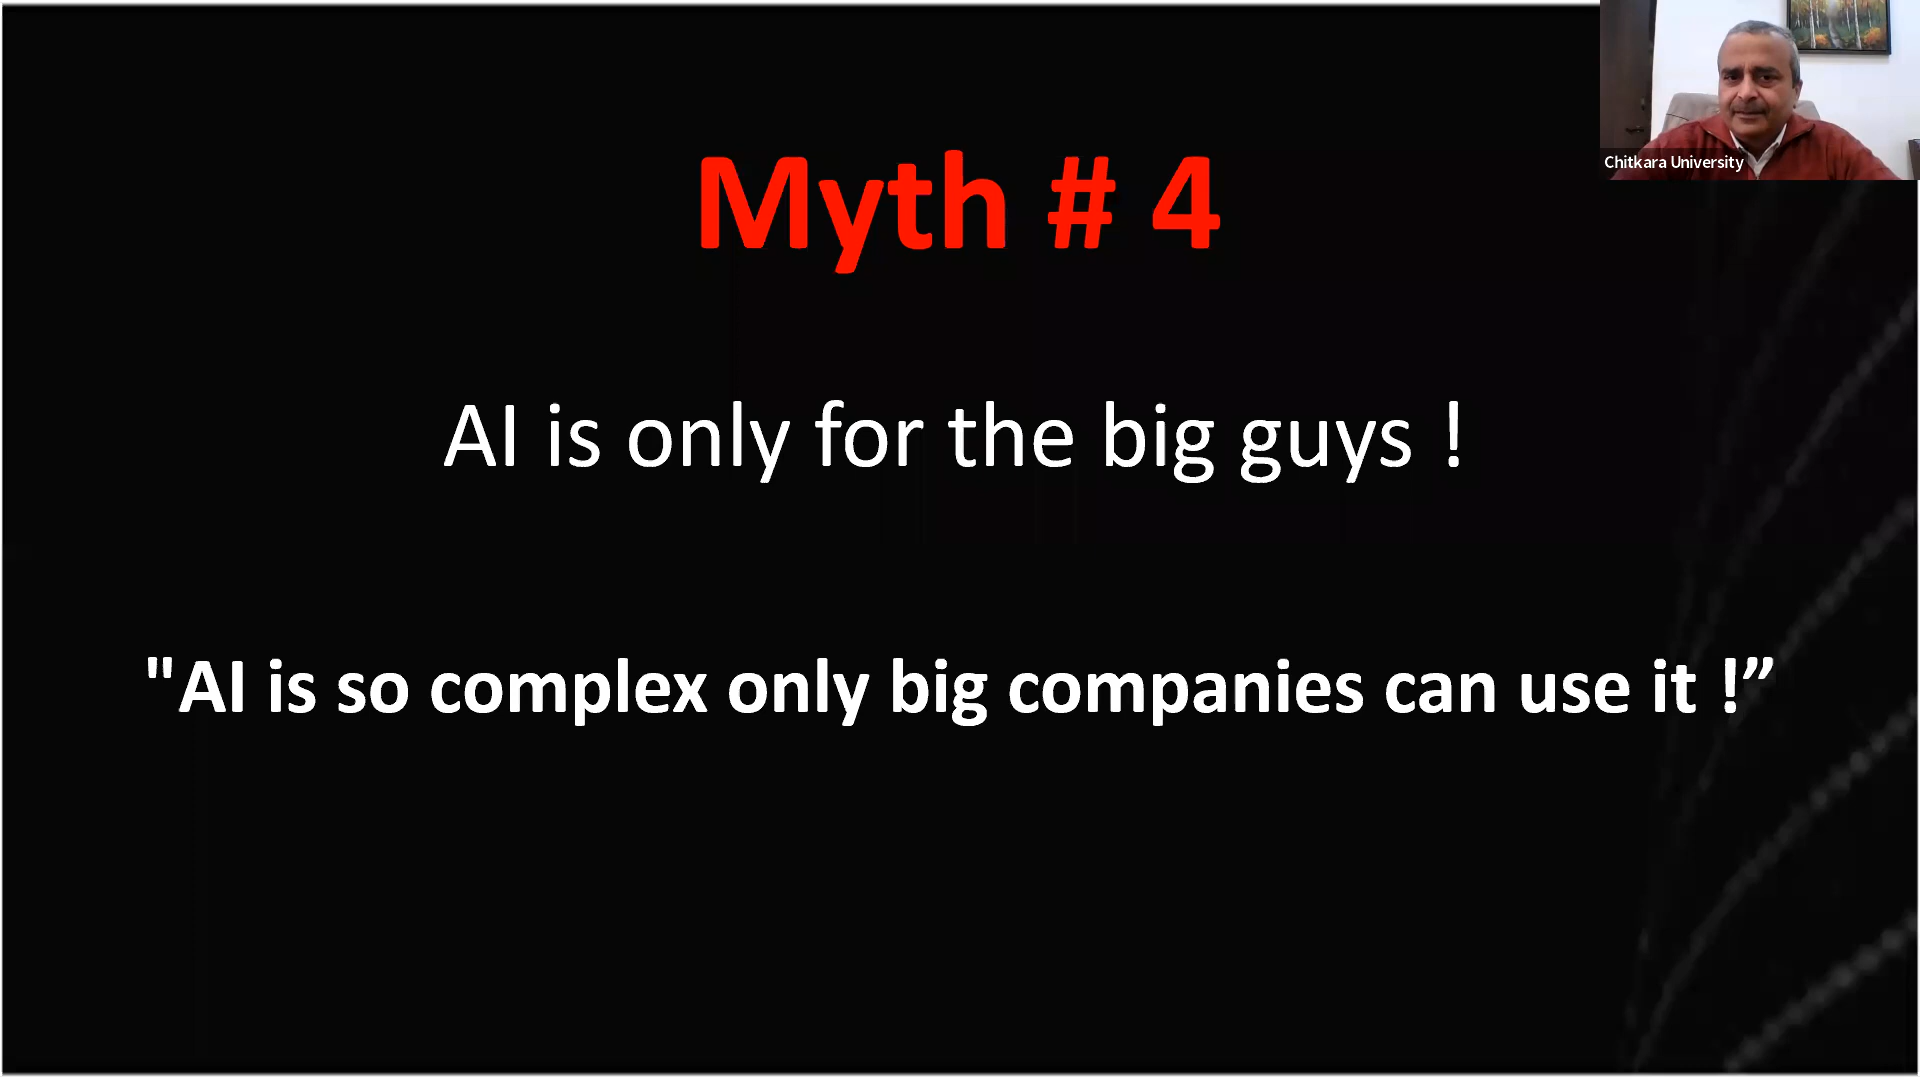 Chitkara University
Myth # 4
AI is only for the big guys !
"AI is so complex only big companies can use it !”